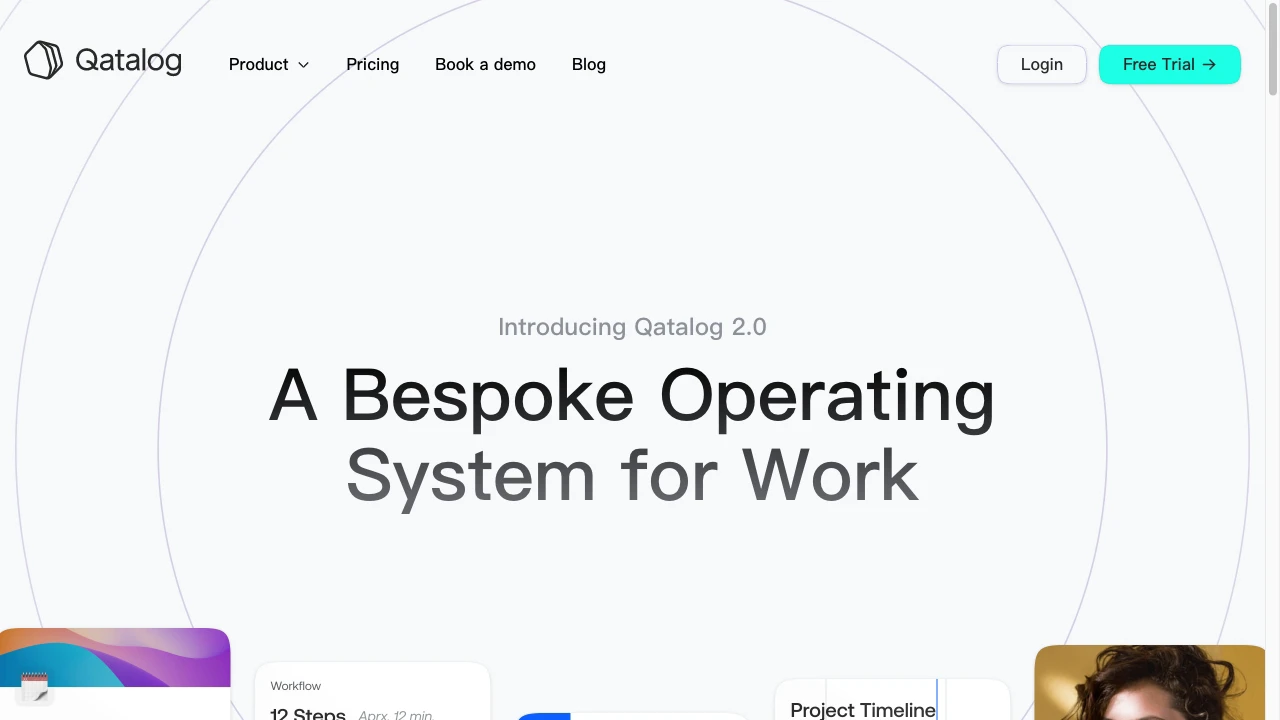 Qatalog
Product
Pricing
Book a demo
Blog
Login
Free Trial →
Introducing Qatalog 2.0
A Bespoke Operating
System for Work
Workflow
12 Steps Aprx. 12 min.
Project Timeline